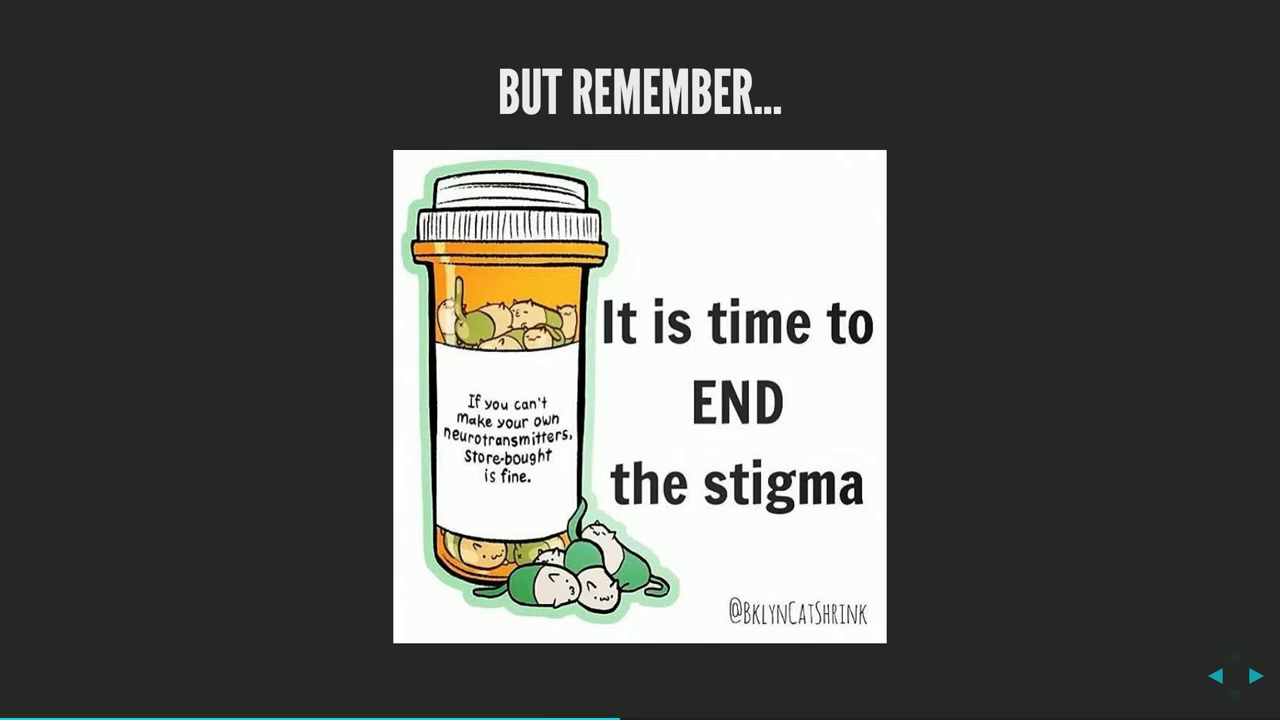 BUT REMEMBER...
It is time to
END
the stigma
If you can't
make your own
neurotransmitters,
store-bought
is fine.
@BKLYNCATSHRINK